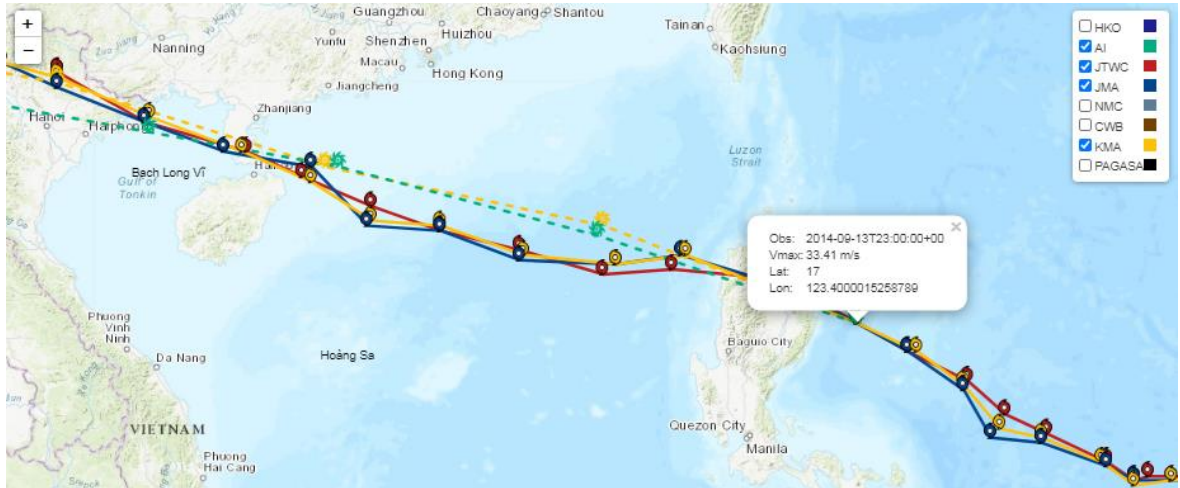 +
−
Guangzhou
Chaoyang
Shantou
Nanning
Yunfu
Shenzhen
Huizhou
Macau
Hong Kong
Jiangcheng
Tainan
Kaohsiung
Zhanjiang
Hanoi
Haiphong
Bạch Long Vĩ
Gulf of
Tonkin
Luzon
Strait
HKO
AI
JTWC
JMA
NMC
CWB
KMA
PAGASA
×
Obs: 2014-09-13T23:00:00+00
Vmax: 33.41 m/s
Lat: 17
Lon: 123.4000015258789
Phuong
Vinh
Ninh
Da Nang
Hoàng Sa
Baguio City
VIETNAM
Quezon City
Manila
Phuong
Hai Cang